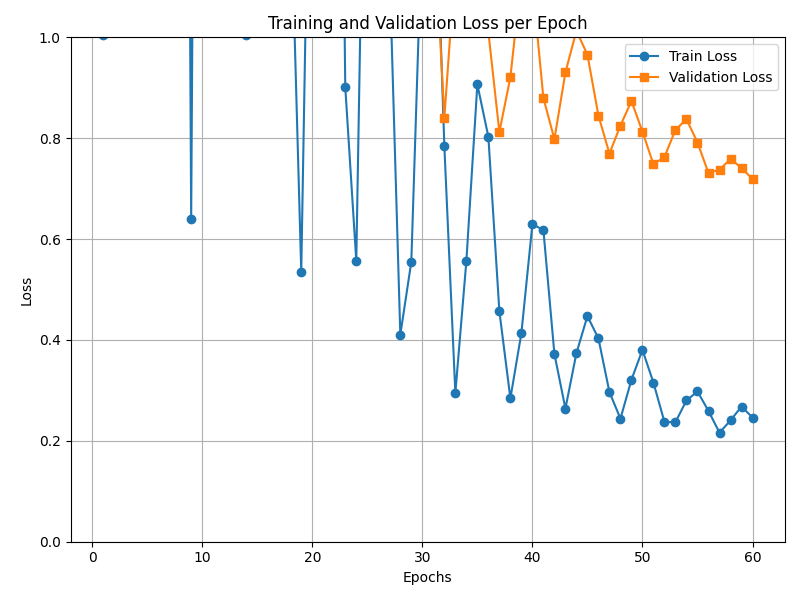 Training and Validation Loss per Epoch
Train Loss
Validation Loss
Loss
1.0
0.8
0.6
0.4
0.2
0.0
0 10 20 30 40 50 60
Epochs